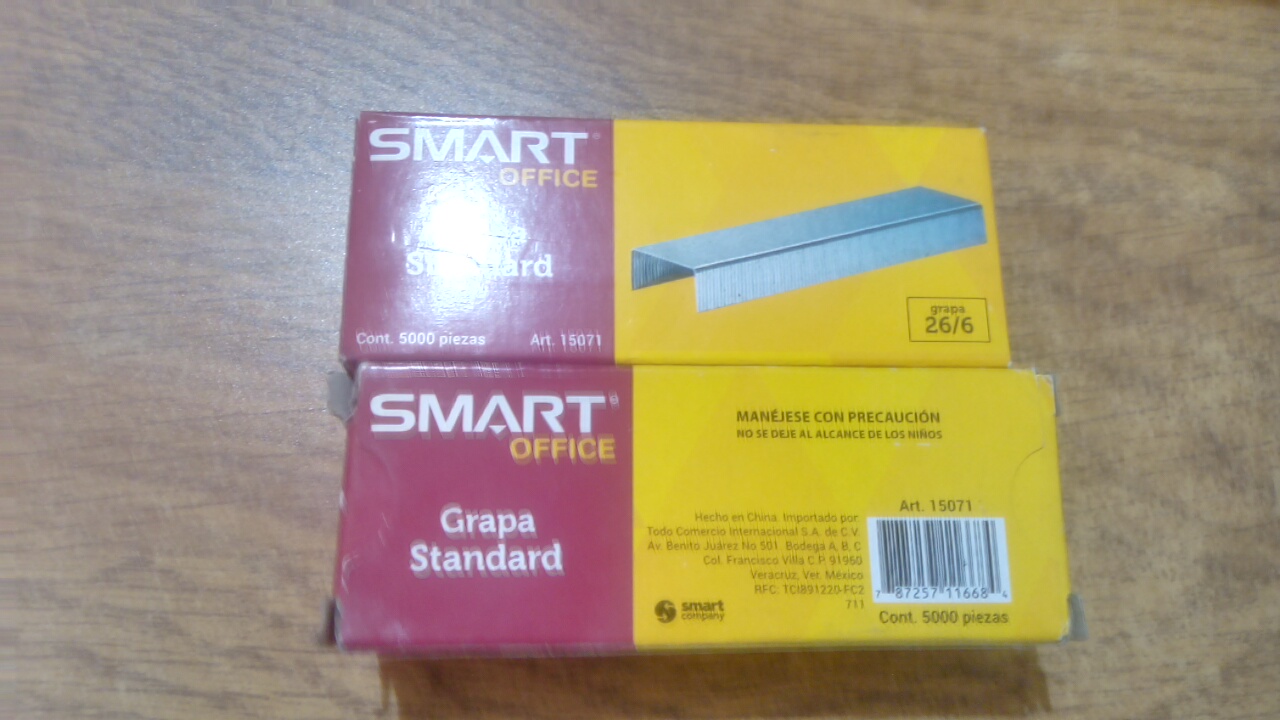 SMART
OFFICE
Standard
Cont. 5000 piezas Art. 15071
grapa
26/6
SMART®
OFFICE
Grapa
Standard
MANÉJESE CON PRECAUCIÓN
NO SE DEJE AL ALCANCE DE LOS NIÑOS
Art. 15071
Hecho en China. Importado por:
Todo Comercio Internacional S.A. de C.V.
Av. Benito Juárez No 501. Bodega A, B, C
Col. Francisco Villa C.P. 91960
Veracruz, Ver. México
RFC: TCI891220-FC2
711
smart
company
7 87257 11668 4
Cont. 5000 piezas